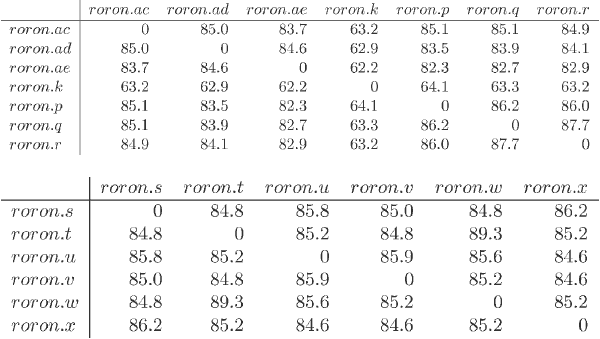 roron.ac roron.ad roron.ae roron.k roron.p roron.q roron.r
roron.ac 0 85.0 83.7 63.2 85.1 85.1 84.9
roron.ad 85.0 0 84.6 62.9 83.5 83.9 84.1
roron.ae 83.7 84.6 0 62.2 82.3 82.7 82.9
roron.k 63.2 62.9 62.2 0 64.1 63.3 63.2
roron.p 85.1 83.5 82.3 64.1 0 86.2 86.0
roron.q 85.1 83.9 82.7 63.3 86.2 0 87.7
roron.r 84.9 84.1 82.9 63.2 86.0 87.7 0
roron.s roron.t roron.u roron.v roron.w roron.x
roron.s 0 84.8 85.8 85.0 84.8 86.2
roron.t 84.8 0 85.2 84.8 89.3 85.2
roron.u 85.8 85.2 0 85.9 85.6 84.6
roron.v 85.0 84.8 85.9 0 85.2 84.6
roron.w 84.8 89.3 85.6 85.2 0 85.2
roron.x 86.2 85.2 84.6 84.6 85.2 0